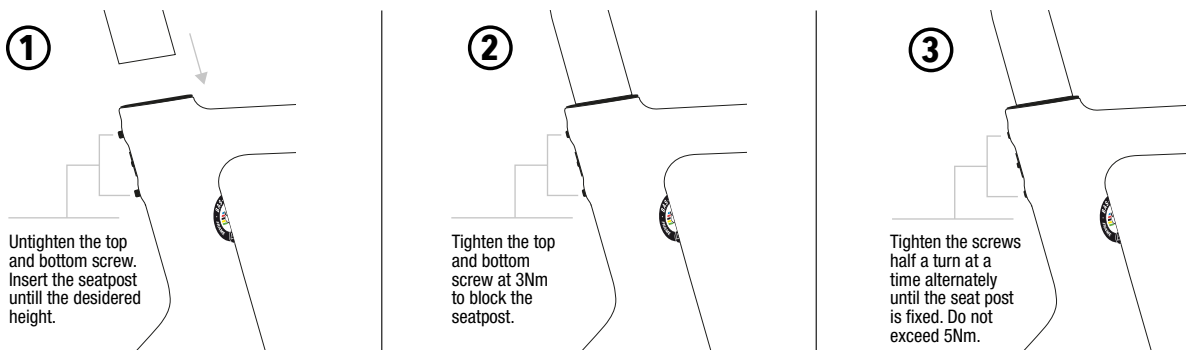 1
Untighten the top
and bottom screw.
Insert the seatpost
untill the desidered
height.
2
Tighten the top
and bottom
screw at 3Nm
to block the
seatpost.
3
Tighten the screws
half a turn at a
time alternately
until the seat post
is fixed. Do not
exceed 5Nm.